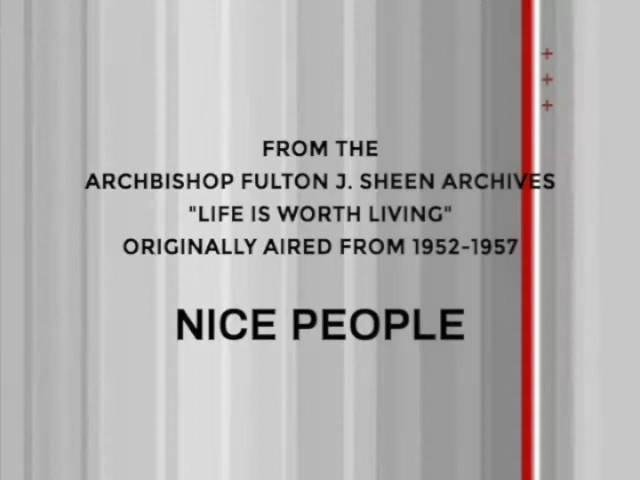 FROM THE
ARCHBISHOP FULTON J. SHEEN ARCHIVES
"LIFE IS WORTH LIVING"
ORIGINALLY AIRED FROM 1952-1957
NICE PEOPLE